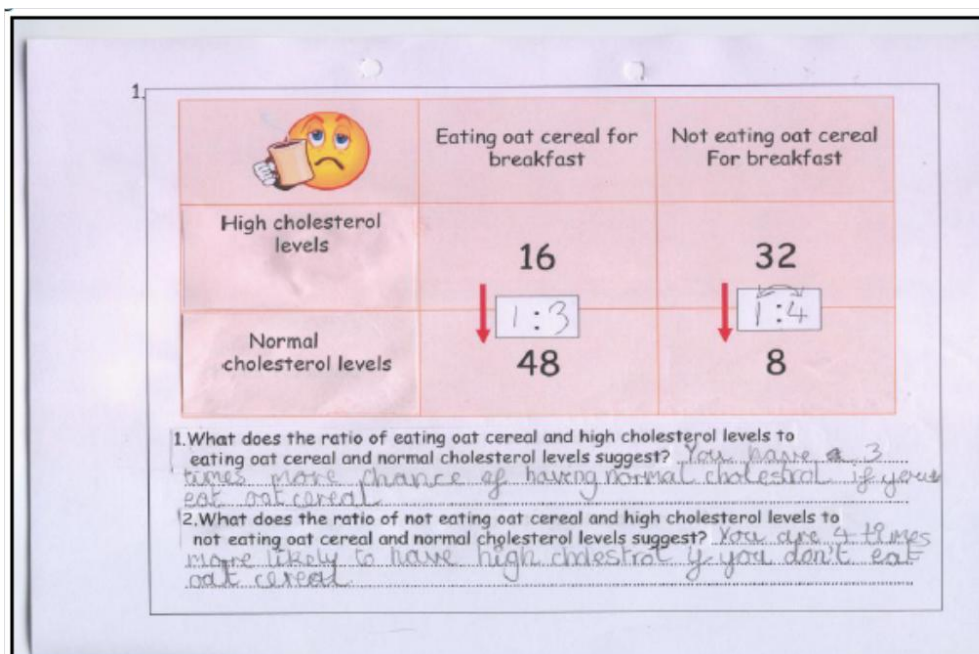 1.
Eating oat cereal for
breakfast
Not eating oat cereal
For breakfast
High cholesterol
levels
16
32
1:3
1:4
Normal
cholesterol levels
48
8
1.What does the ratio of eating oat cereal and high cholesterol levels to
eating oat cereal and normal cholesterol levels suggest? You have a 3
times more chance of having normal cholestrol if you
eat oat cereal
2.What does the ratio of not eating oat cereal and high cholesterol levels to
not eating oat cereal and normal cholesterol levels suggest? You are 4 times
more likely to have high cholestrol if you don't eat
oat cereal.